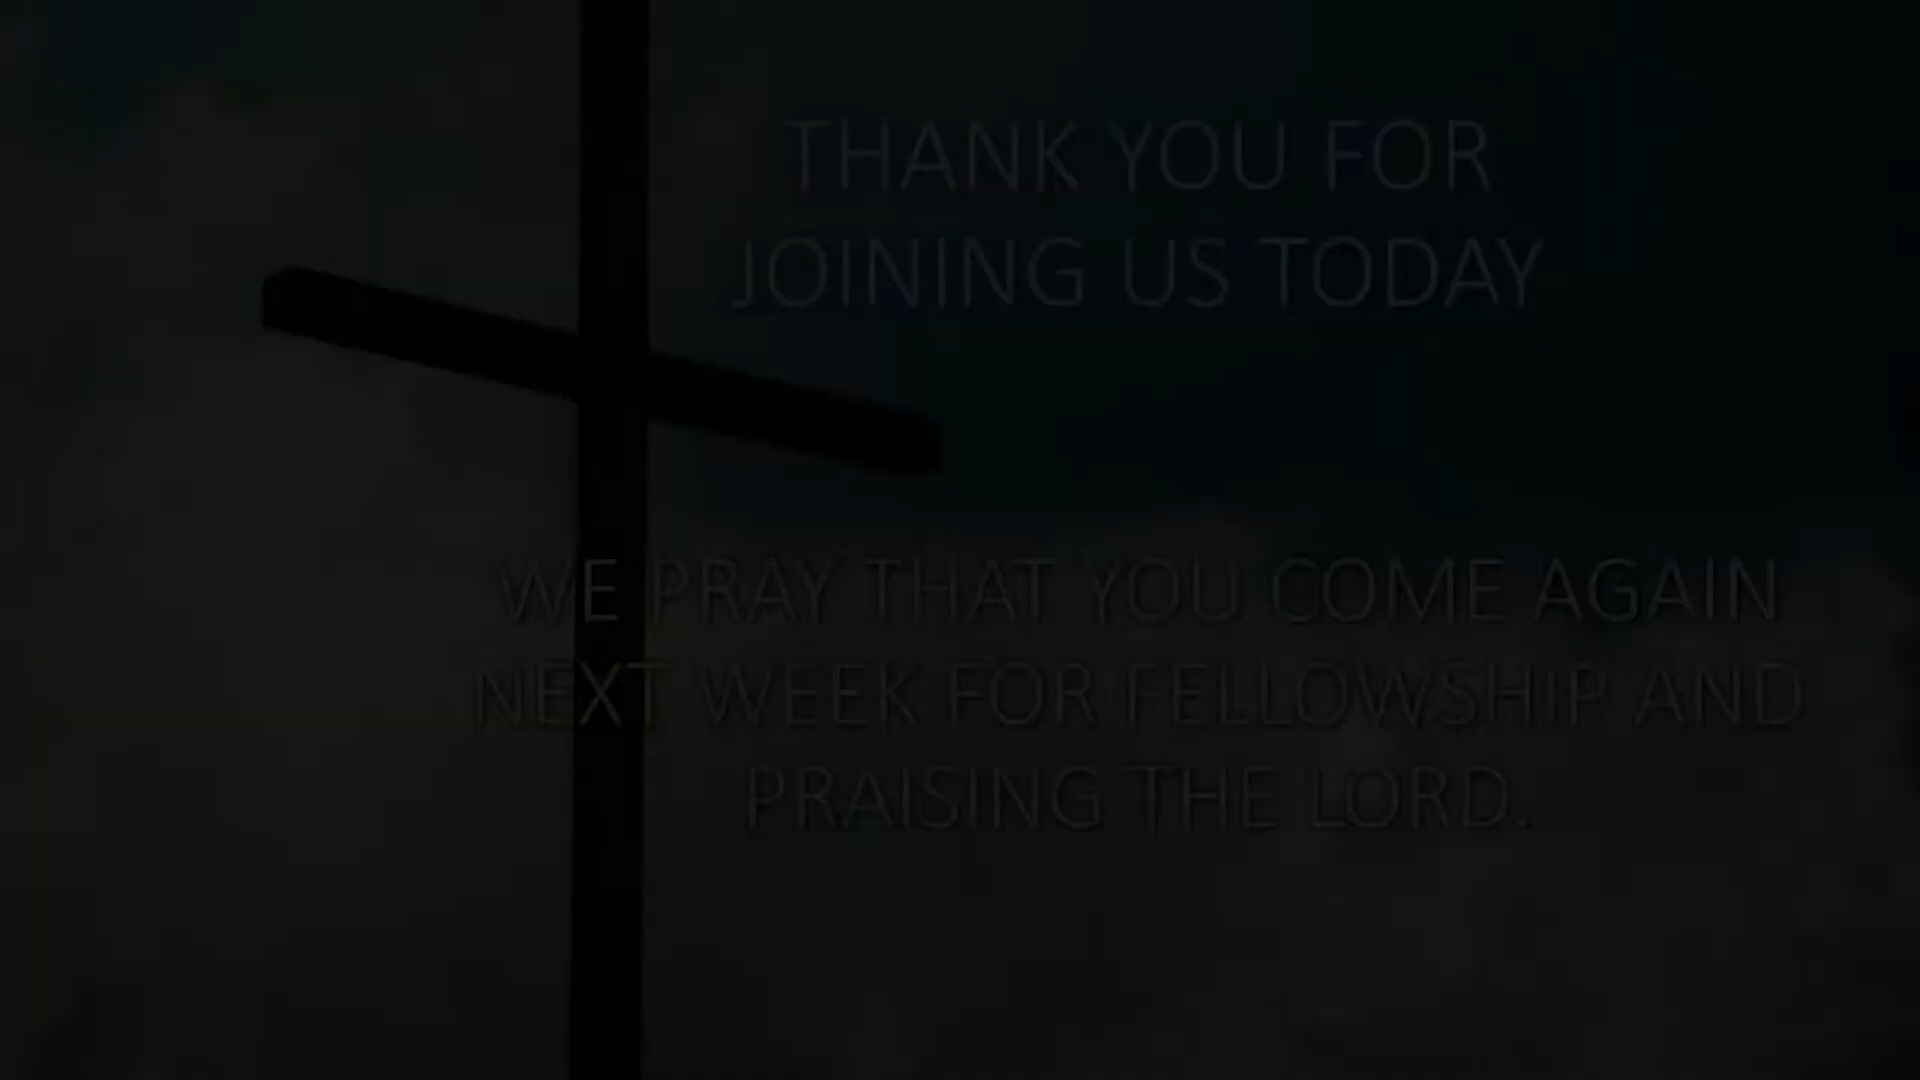 THANK YOU FOR
JOINING US TODAY
WE PRAY THAT YOU COME AGAIN
NEXT WEEK FOR FELLOWSHIP AND
PRAISING THE LORD.